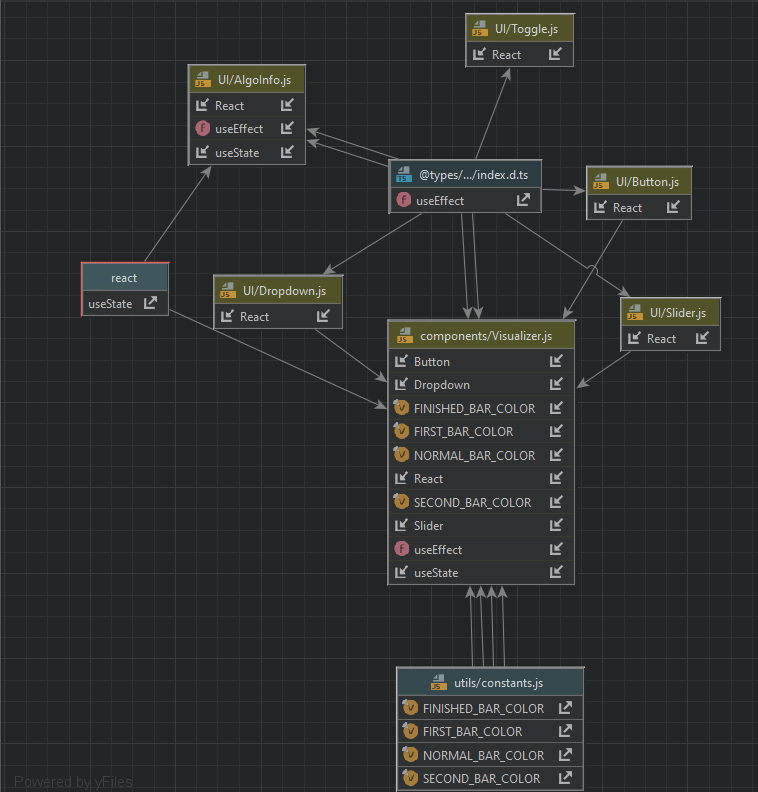 UI/Toggle.js
React
UI/AlgoInfo.js
React
useEffect
useState
@types/.../index.d.ts
useEffect
UI/Button.js
React
react
useState
UI/Dropdown.js
React
UI/Slider.js
React
components/Visualizer.js
Button
Dropdown
FINISHED_BAR_COLOR
FIRST_BAR_COLOR
NORMAL_BAR_COLOR
React
SECOND_BAR_COLOR
Slider
useEffect
useState
utils/constants.js
FINISHED_BAR_COLOR
FIRST_BAR_COLOR
NORMAL_BAR_COLOR
SECOND_BAR_COLOR
Powered by yFiles